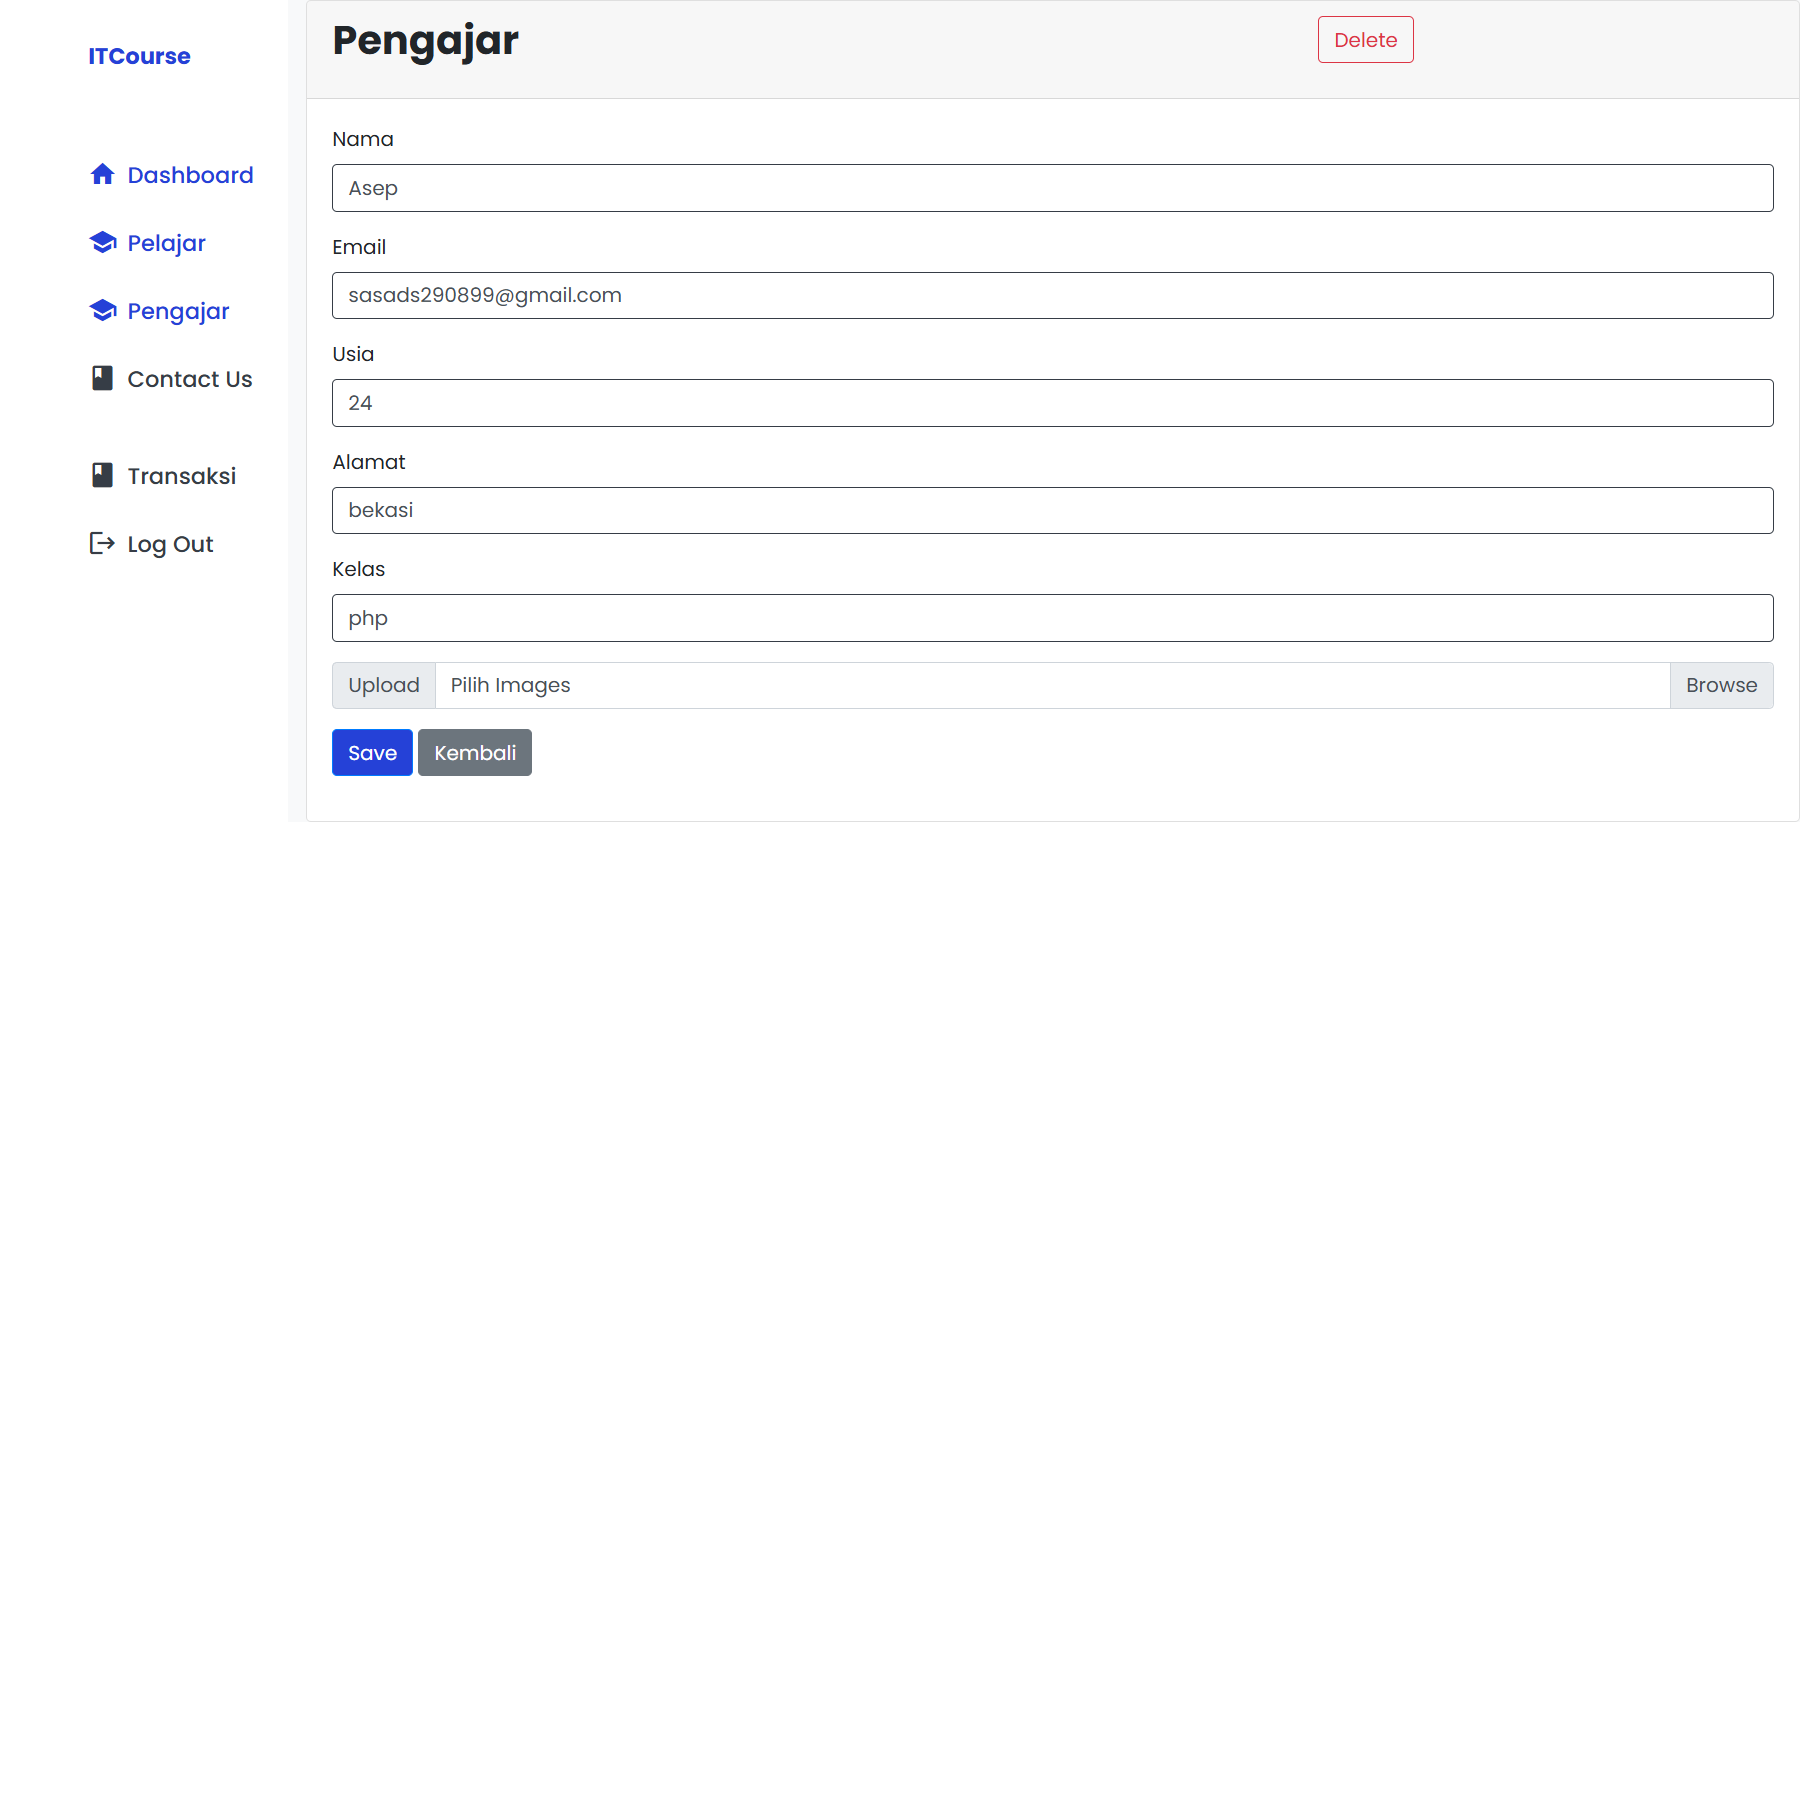 ITCourse
Dashboard
Pelajar
Pengajar
Contact Us
Transaksi
Log Out
Pengajar
Delete
Nama
Asep
Email
sasads290899@gmail.com
Usia
24
Alamat
bekasi
Kelas
php
Upload Pilih Images Browse
Save Kembali